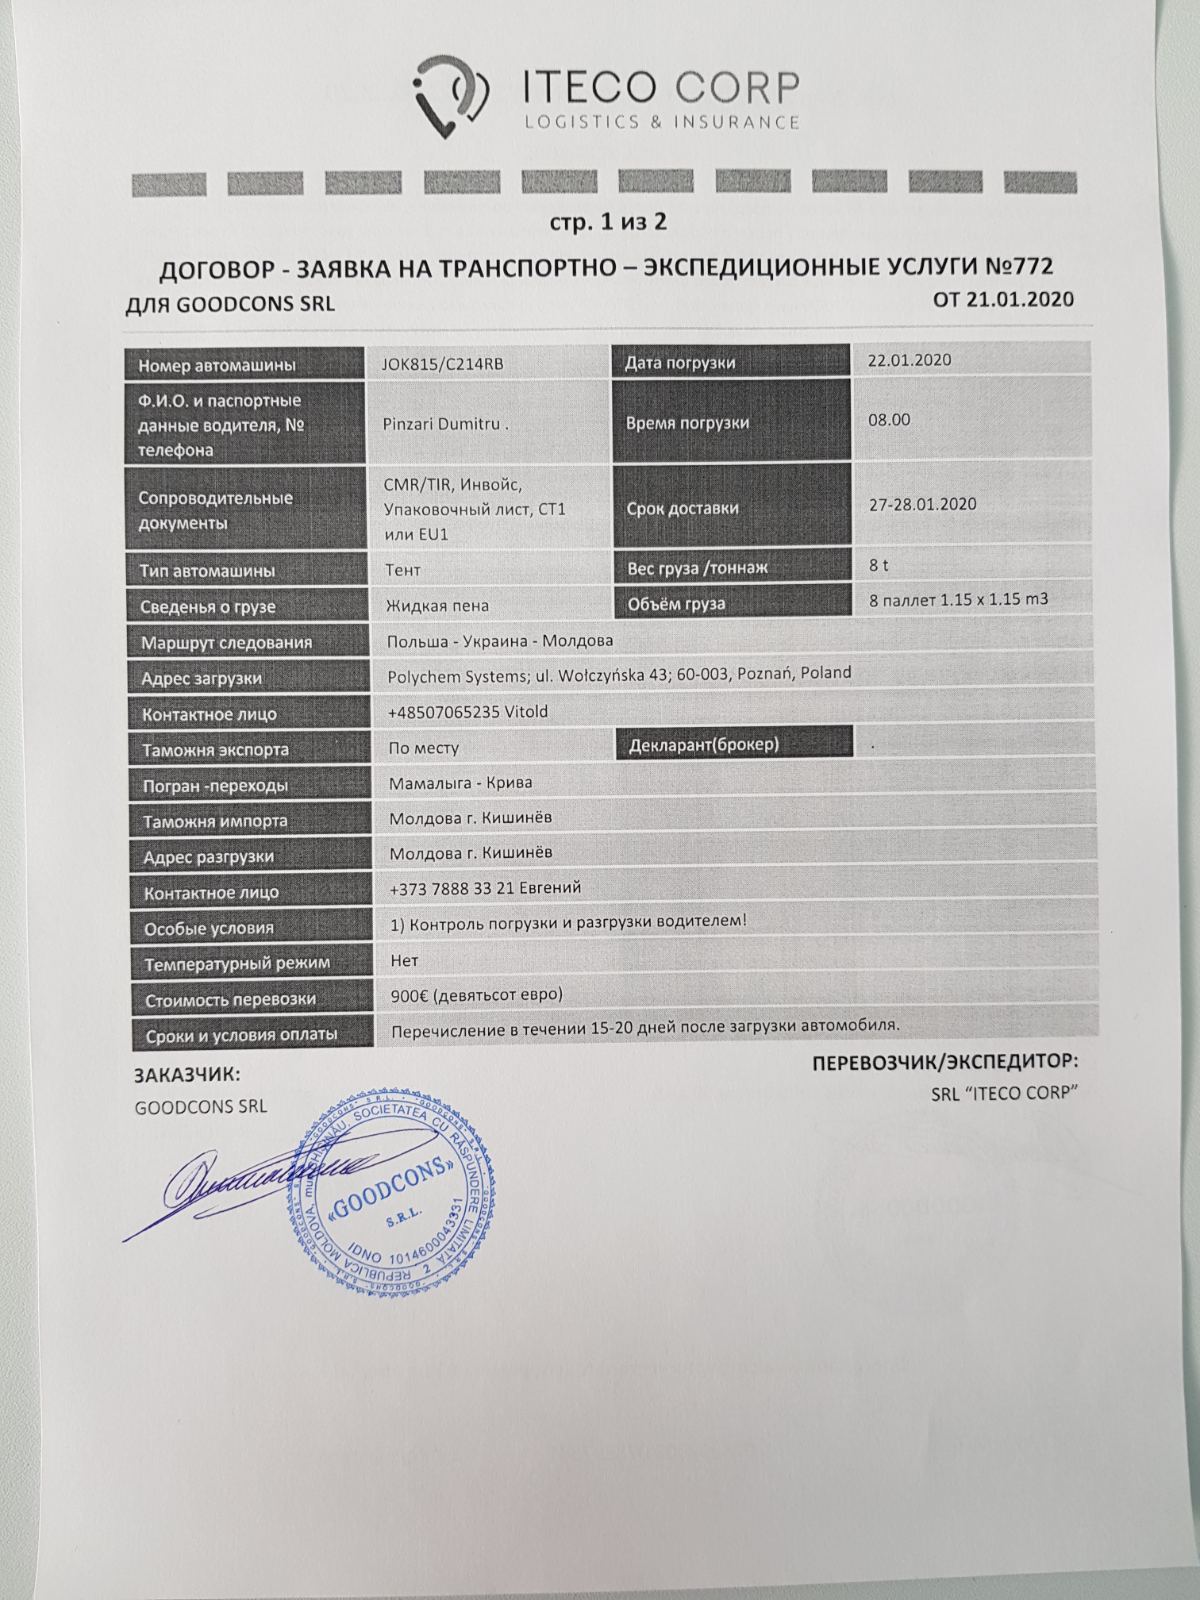 ITECO CORP
LOGISTICS & INSURANCE
стр. 1 из 2
ДОГОВОР - ЗАЯВКА НА ТРАНСПОРТНО – ЭКСПЕДИЦИОННЫЕ УСЛУГИ №772
ДЛЯ GOODCONS SRL
ОТ 21.01.2020
Номер автомашины
JOK815/C214RB
Дата погрузки
22.01.2020
Ф.И.О. и паспортные
данные водителя, №
телефона
Pinzari Dumitru .
Время погрузки
08.00
Сопроводительные
документы
CMR/TIR, Инвойс,
Упаковочный лист, СТ1
или EU1
Срок доставки
27-28.01.2020
Тип автомашины
Тент
Вес груза /тоннаж
8 t
Сведенья о грузе
Жидкая пена
Объём груза
8 паллет 1.15 x 1.15 m3
Маршрут следования
Польша - Украина - Молдова
Адрес загрузки
Polychem Systems; ul. Wołczyńska 43; 60-003, Poznań, Poland
Контактное лицо
+48507065235 Vitold
Таможня экспорта
По месту
Декларант(брокер)
.
Погран -переходы
Мамалыга - Крива
Таможня импорта
Молдова г. Кишинёв
Адрес разгрузки
Молдова г. Кишинёв
Контактное лицо
+373 7888 33 21 Евгений
Особые условия
1) Контроль погрузки и разгрузки водителем!
Температурный режим
Нет
Стоимость перевозки
900€ (девятьсот евро)
Сроки и условия оплаты
Перечисление в течении 15-20 дней после загрузки автомобиля.
ЗАКАЗЧИК:
ПЕРЕВОЗЧИК/ЭКСПЕДИТОР:
GOODCONS SRL
SRL “ITECO CORP”
REPUBLICA MOLDOVA, mun. CHIŞINĂU, SOCIETATEA CU RĂSPUNDERE LIMITATĂ 2
«GOODCONS»
S.R.L.
IDNO 1014600043331